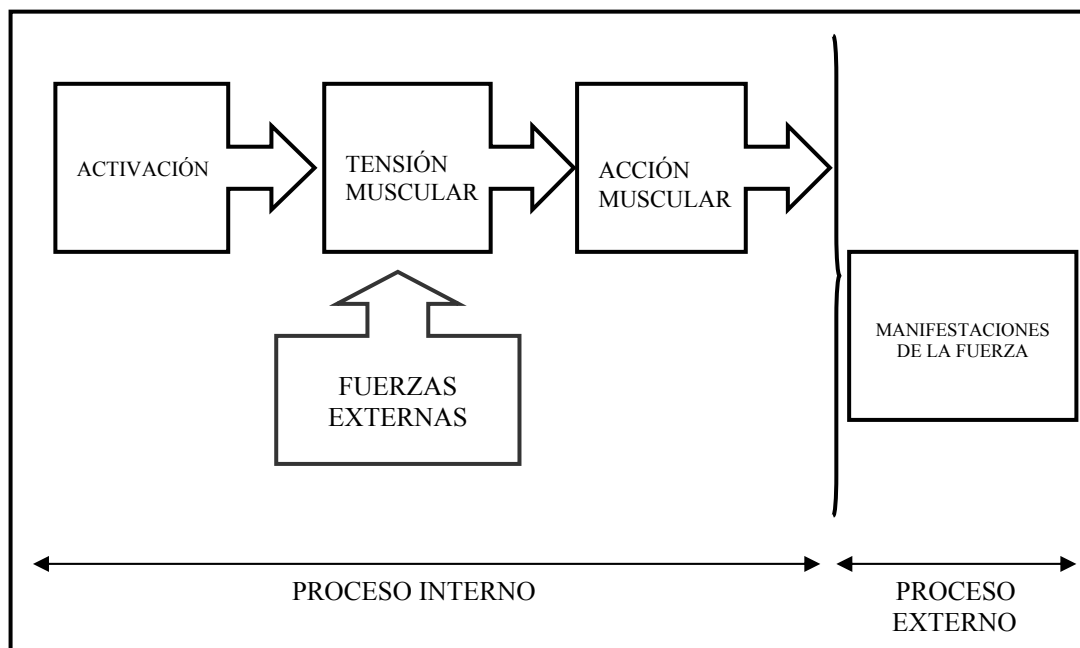 ACTIVACIÓN
TENSIÓN
MUSCULAR
ACCIÓN
MUSCULAR
MANIFESTACIONES
DE LA FUERZA
FUERZAS
EXTERNAS
PROCESO INTERNO
PROCESO
EXTERNO